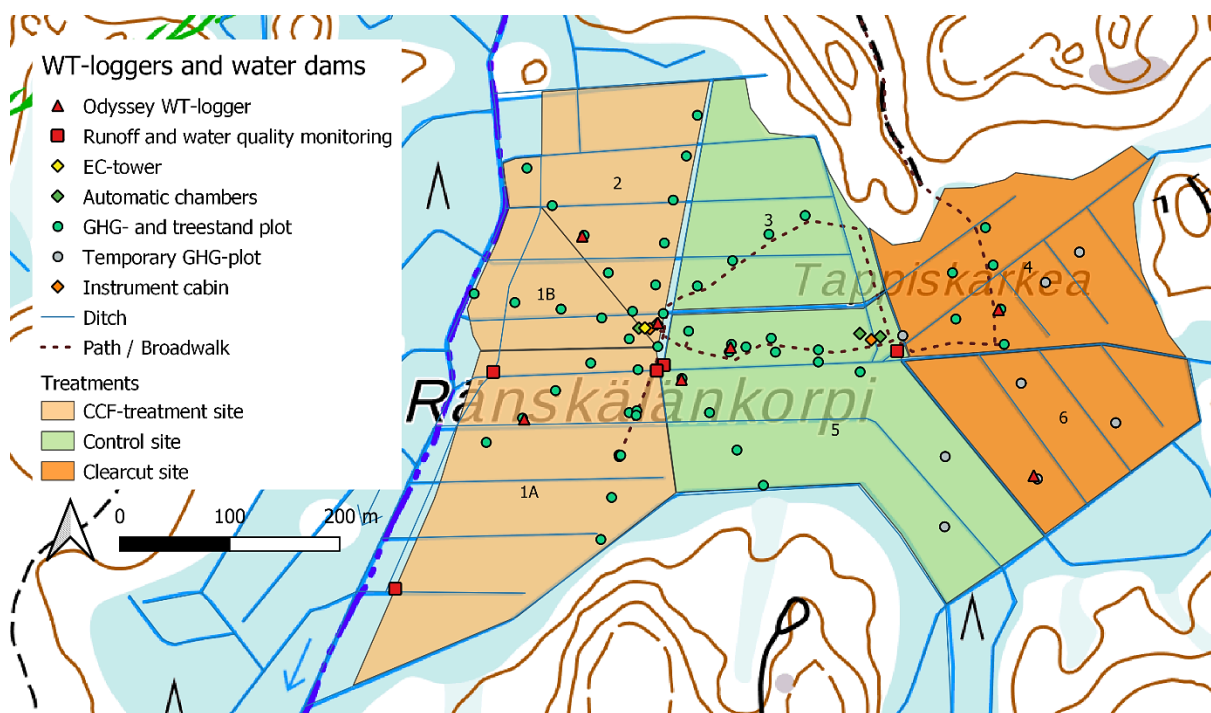 WT-loggers and water dams
Odyssey WT-logger
Runoff and water quality monitoring
EC-tower
Automatic chambers
GHG- and treestand plot
Temporary GHG-plot
Instrument cabin
Ditch
Path / Broadwalk
Treatments
CCF-treatment site
Control site
Clearcut site
0 100 200 m
2
3
4
Tappiskarkea
1B
Ränskälänkorpi
5
6
1A